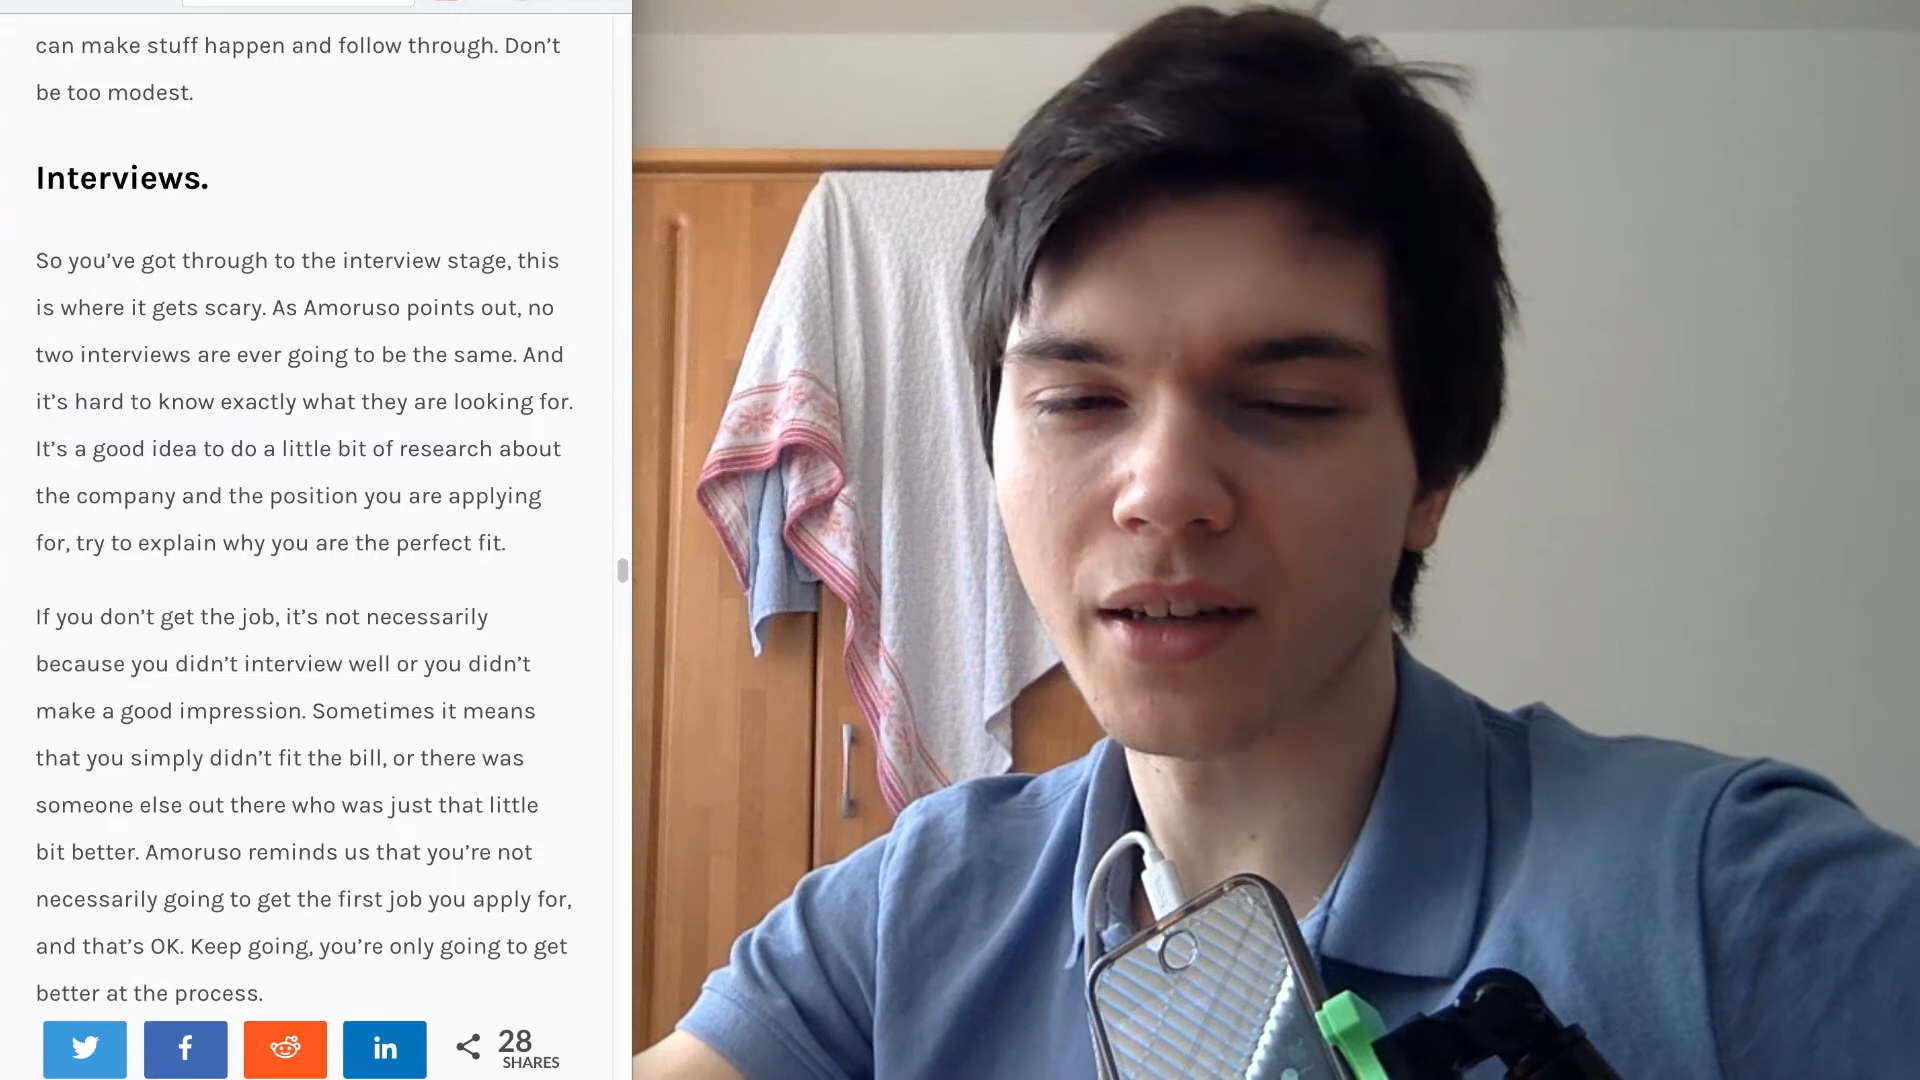 can make stuff happen and follow through. Don’t
be too modest.
Interviews.
So you’ve got through to the interview stage, this
is where it gets scary. As Amoruso points out, no
two interviews are ever going to be the same. And
it’s hard to know exactly what they are looking for.
It’s a good idea to do a little bit of research about
the company and the position you are applying
for, try to explain why you are the perfect fit.
If you don’t get the job, it’s not necessarily
because you didn’t interview well or you didn’t
make a good impression. Sometimes it means
that you simply didn’t fit the bill, or there was
someone else out there who was just that little
bit better. Amoruso reminds us that you’re not
necessarily going to get the first job you apply for,
and that’s OK. Keep going, you’re only going to get
better at the process.
28
SHARES